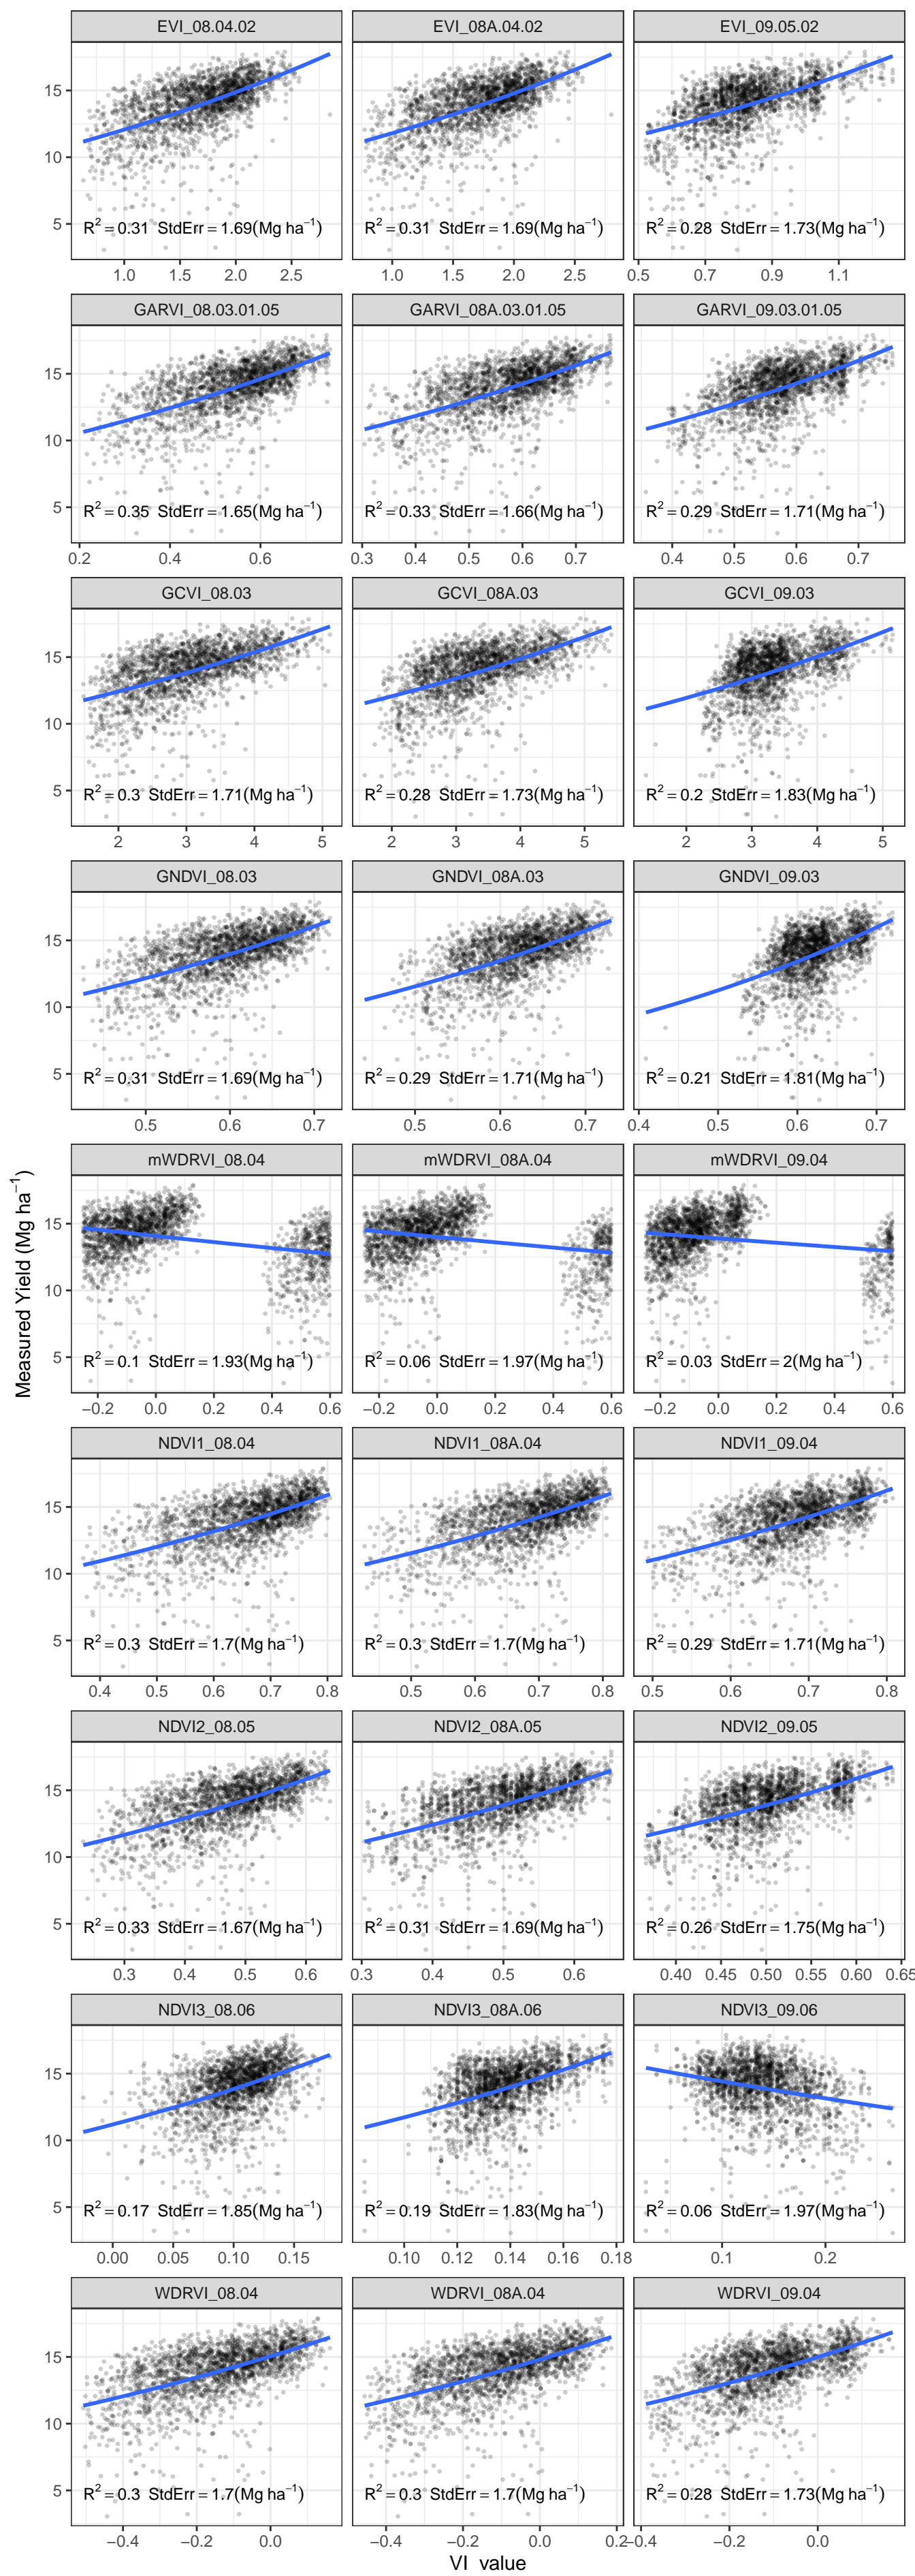 EVI_08.04.02 EVI_08A.04.02 EVI_09.05.02
15
10
5
R² = 0.31 StdErr = 1.69(Mg ha⁻¹) R² = 0.31 StdErr = 1.69(Mg ha⁻¹) R² = 0.28 StdErr = 1.73(Mg ha⁻¹)
1.0 1.5 2.0 2.5 1.0 1.5 2.0 2.5 0.5 0.7 0.9 1.1
GARVI_08.03.01.05 GARVI_08A.03.01.05 GARVI_09.03.01.05
15
10
5
R² = 0.35 StdErr = 1.65(Mg ha⁻¹) R² = 0.33 StdErr = 1.66(Mg ha⁻¹) R² = 0.29 StdErr = 1.71(Mg ha⁻¹)
0.2 0.4 0.6 0.3 0.4 0.5 0.6 0.7 0.4 0.5 0.6 0.7
GCVI_08.03 GCVI_08A.03 GCVI_09.03
15
10
5
R² = 0.3 StdErr = 1.71(Mg ha⁻¹) R² = 0.28 StdErr = 1.73(Mg ha⁻¹) R² = 0.2 StdErr = 1.83(Mg ha⁻¹)
2 3 4 5 2 3 4 5 2 3 4 5
GNDVI_08.03 GNDVI_08A.03 GNDVI_09.03
15
10
5
R² = 0.31 StdErr = 1.69(Mg ha⁻¹) R² = 0.29 StdErr = 1.71(Mg ha⁻¹) R² = 0.21 StdErr = 1.81(Mg ha⁻¹)
0.5 0.6 0.7 0.5 0.6 0.7 0.4 0.5 0.6 0.7
Measured Yield (Mg ha⁻¹)
mWDRVI_08.04 mWDRVI_08A.04 mWDRVI_09.04
15
10
5
R² = 0.1 StdErr = 1.93(Mg ha⁻¹) R² = 0.06 StdErr = 1.97(Mg ha⁻¹) R² = 0.03 StdErr = 2(Mg ha⁻¹)
−0.2 0.0 0.2 0.4 0.6 −0.2 0.0 0.2 0.4 0.6 −0.2 0.0 0.2 0.4 0.6
NDVI1_08.04 NDVI1_08A.04 NDVI1_09.04
15
10
5
R² = 0.3 StdErr = 1.7(Mg ha⁻¹) R² = 0.3 StdErr = 1.7(Mg ha⁻¹) R² = 0.29 StdErr = 1.71(Mg ha⁻¹)
0.4 0.5 0.6 0.7 0.8 0.5 0.6 0.7 0.8 0.5 0.6 0.7 0.8
NDVI2_08.05 NDVI2_08A.05 NDVI2_09.05
15
10
5
R² = 0.33 StdErr = 1.67(Mg ha⁻¹) R² = 0.31 StdErr = 1.69(Mg ha⁻¹) R² = 0.26 StdErr = 1.75(Mg ha⁻¹)
0.3 0.4 0.5 0.6 0.3 0.4 0.5 0.6 0.40 0.45 0.50 0.55 0.60 0.65
NDVI3_08.06 NDVI3_08A.06 NDVI3_09.06
15
10
5
R² = 0.17 StdErr = 1.85(Mg ha⁻¹) R² = 0.19 StdErr = 1.83(Mg ha⁻¹) R² = 0.06 StdErr = 1.97(Mg ha⁻¹)
0.00 0.05 0.10 0.15 0.10 0.12 0.14 0.16 0.18 0.1 0.2
WDRVI_08.04 WDRVI_08A.04 WDRVI_09.04
15
10
5
R² = 0.3 StdErr = 1.7(Mg ha⁻¹) R² = 0.3 StdErr = 1.7(Mg ha⁻¹) R² = 0.28 StdErr = 1.73(Mg ha⁻¹)
−0.4 −0.2 0.0 −0.4 −0.2 0.0 0.2 −0.4 −0.2 0.0
VI value